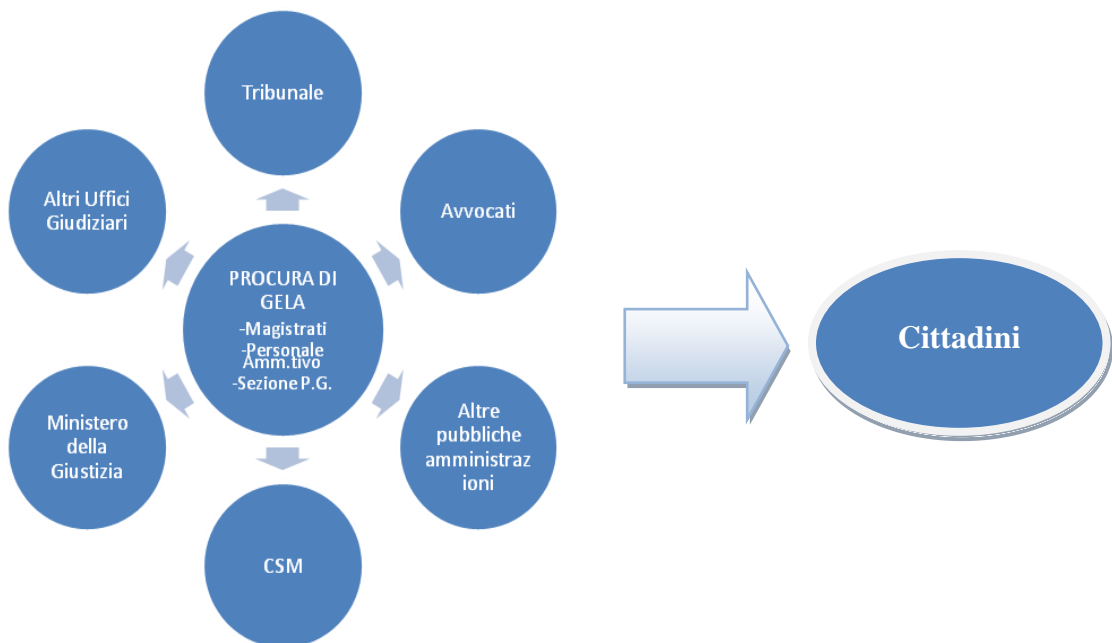 Tribunale
Altri Uffici
Giudiziari
Avvocati
PROCURA DI
GELA
-Magistrati
-Personale
Amm.tivo
-Sezione P.G.
Cittadini
Ministero
della
Giustizia
Altre
pubbliche
amministraz
ioni
CSM